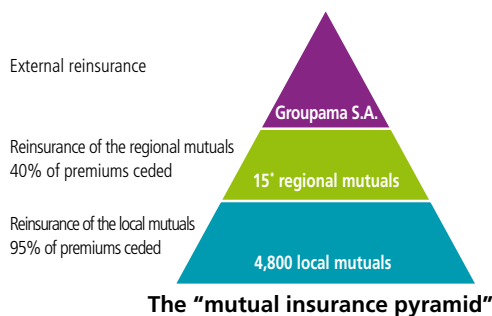 External reinsurance
Groupama S.A.
Reinsurance of the regional mutuals
40% of premiums ceded
15* regional mutuals
Reinsurance of the local mutuals
95% of premiums ceded
4,800 local mutuals
The “mutual insurance pyramid”